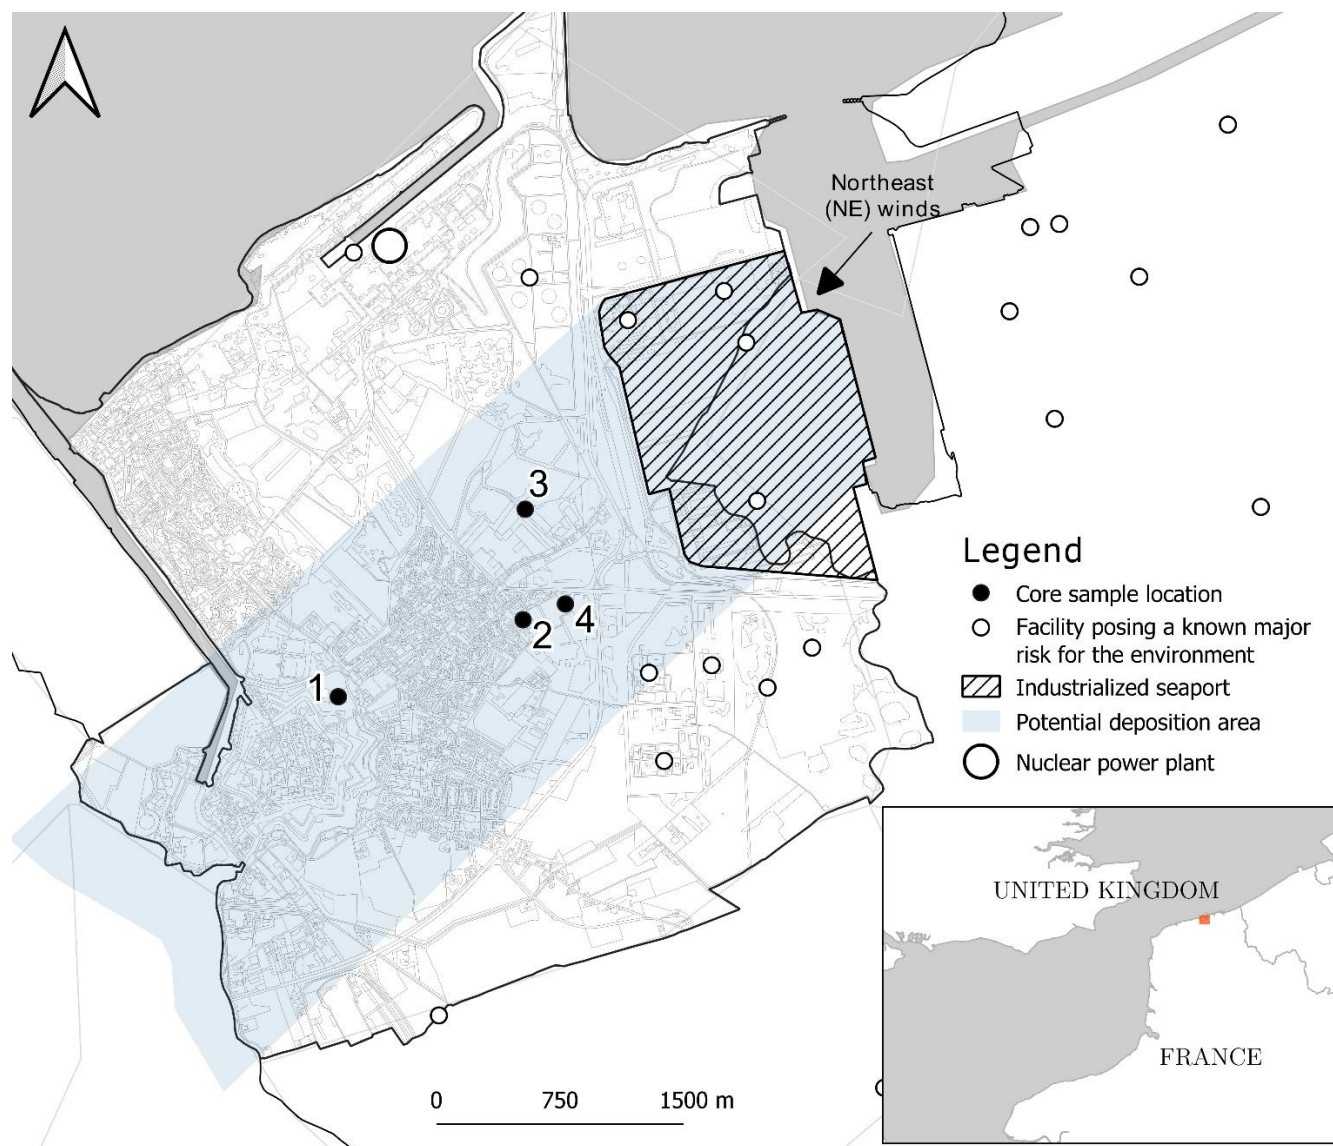 Northeast
(NE) winds
3
4
2
1
Legend
Core sample location
Facility posing a known major
risk for the environment
Industrialized seaport
Potential deposition area
Nuclear power plant
UNITED KINGDOM
FRANCE
0 750 1500 m